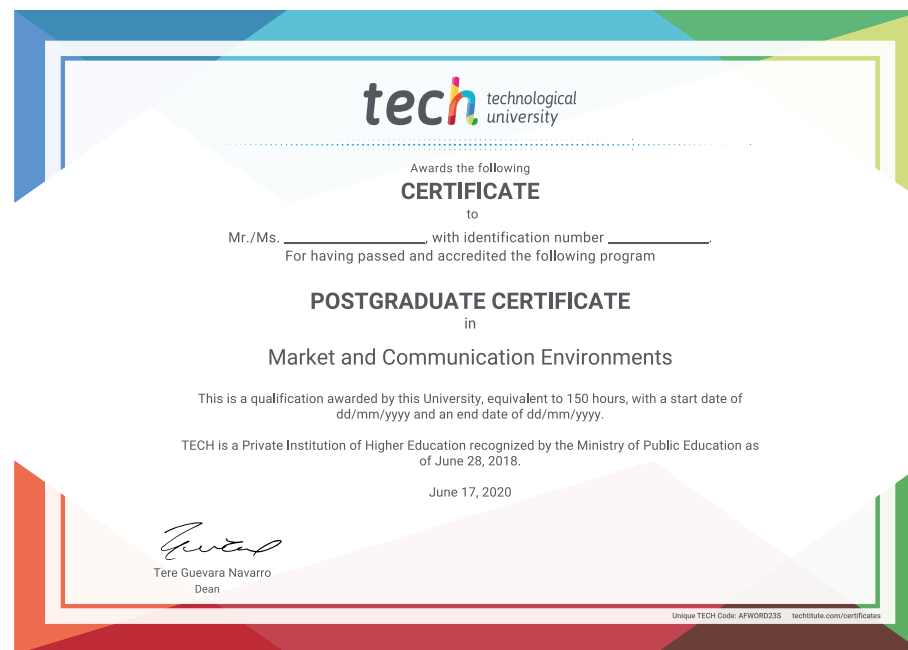 tech technological
university
Awards the following
CERTIFICATE
to
Mr./Ms. ____________________, with identification number ______________.
For having passed and accredited the following program
POSTGRADUATE CERTIFICATE
in
Market and Communication Environments
This is a qualification awarded by this University, equivalent to 150 hours, with a start date of
dd/mm/yyyy and an end date of dd/mm/yyyy.
TECH is a Private Institution of Higher Education recognized by the Ministry of Public Education as
of June 28, 2018.
June 17, 2020
Tere Guevara Navarro
Dean
Unique TECH Code: AFWORD23S techtitute.com/certificates